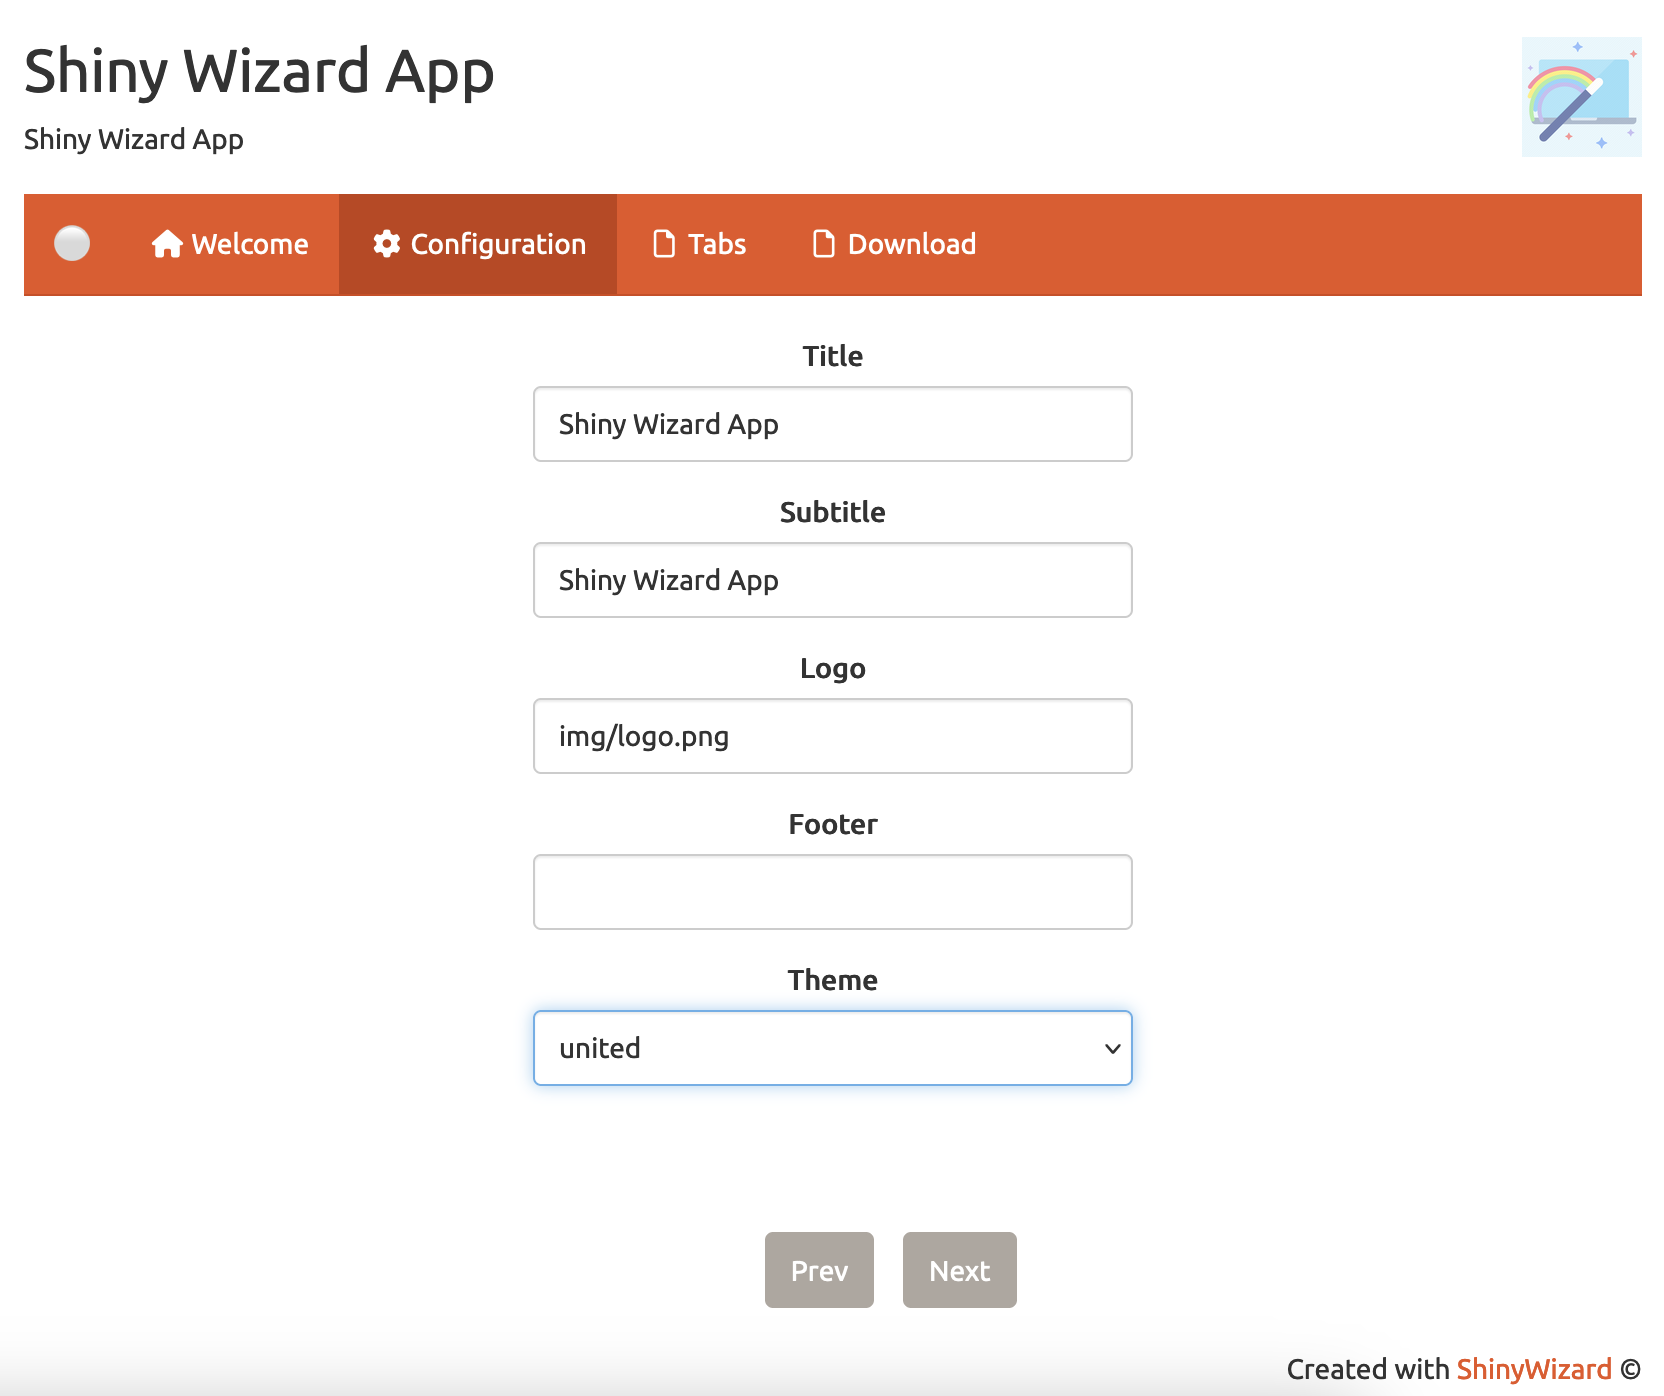 Shiny Wizard App
Shiny Wizard App
Welcome Configuration Tabs Download
Title
Shiny Wizard App
Subtitle
Shiny Wizard App
Logo
img/logo.png
Footer
Theme
united
Prev Next
Created with ShinyWizard ©